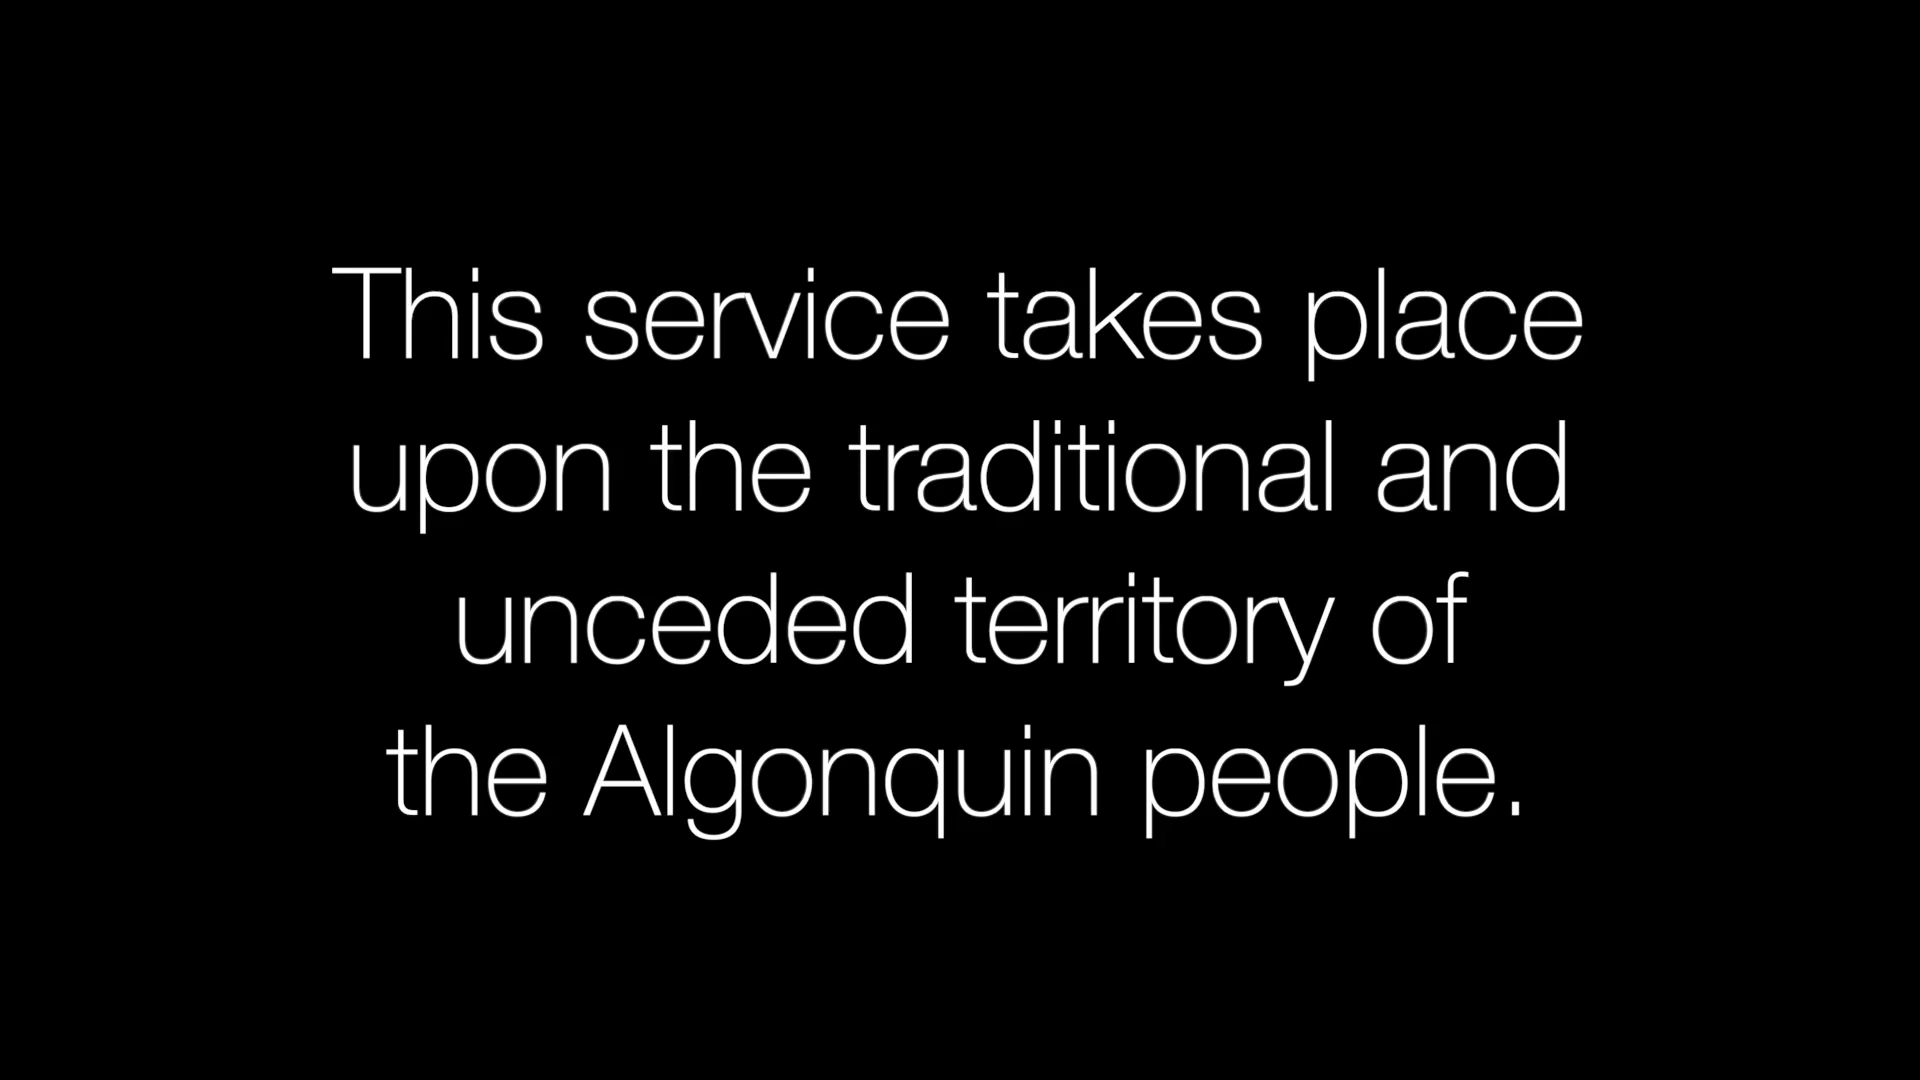 This service takes place
upon the traditional and
unceded territory of
the Algonquin people.